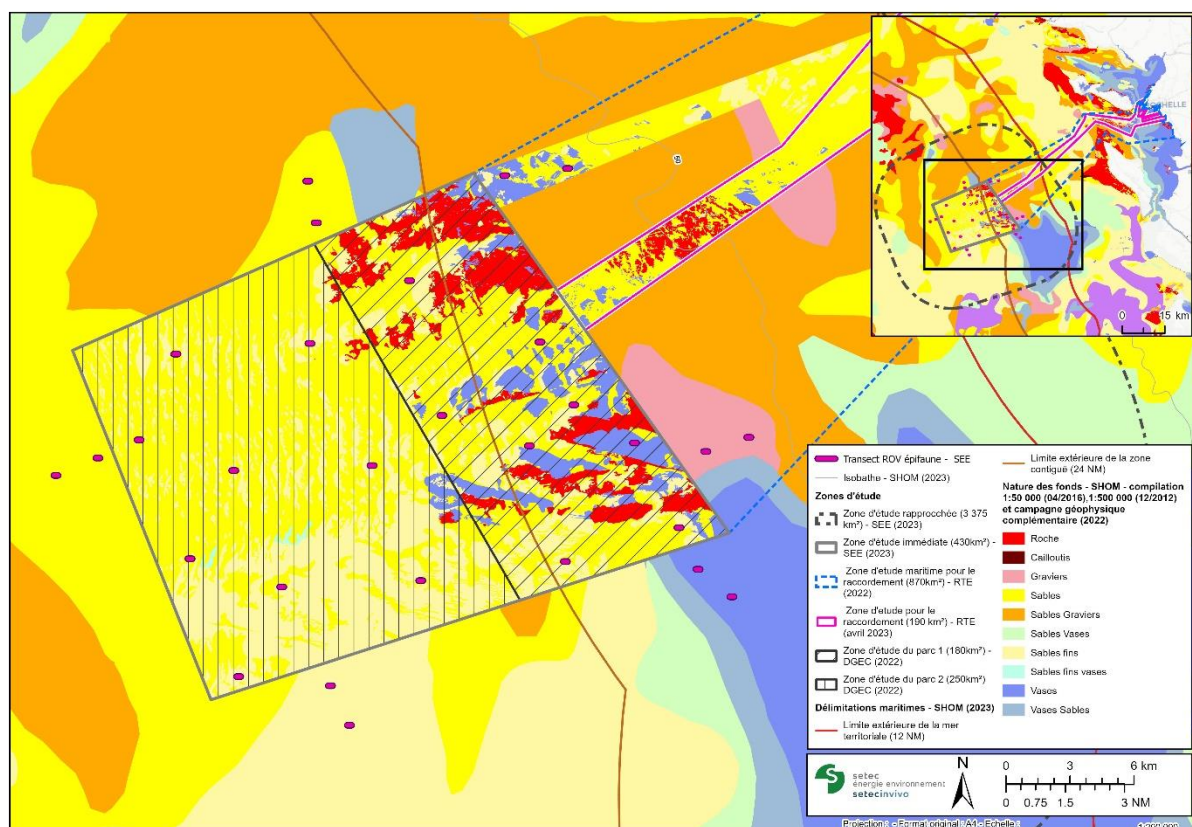 50
CHELLE
0 15 km
Transect ROV épifaune - SEE
Isobathe - SHOM (2023)
Zones d'étude
Zone d'étude rapprocchée (3 375
km²) - SEE (2023)
Zone d'étude immédiate (430km²) -
SEE (2023)
Zone d'étude maritime pour le
raccordement (870km²) - RTE
(2022)
Zone d'etude pour le
raccordement (190 km²) - RTE
(avril 2023)
Zone d'étude du parc 1 (180km²) -
DGEC (2022)
Zone d'étude du parc 2 (250km²)
DGEC (2022)
Délimitations maritimes - SHOM (2023)
Limite extérieure de la mer
territoriale (12 NM)
Limite extérieure de la zone
contiguë (24 NM)
Nature des fonds - SHOM - compilation
1:50 000 (04/2016),1:500 000 (12/2012)
et campagne géophysique
complémentaire (2022)
Roche
Cailloutis
Graviers
Sables
Sables Graviers
Sables Vases
Sables fins
Sables fins vases
Vases
Vases Sables
setec
énergie environnement
setecinvivo
N
0 3 6 km
0 0.75 1.5 3 NM
Projection : - Format original : A4 - Echelle :